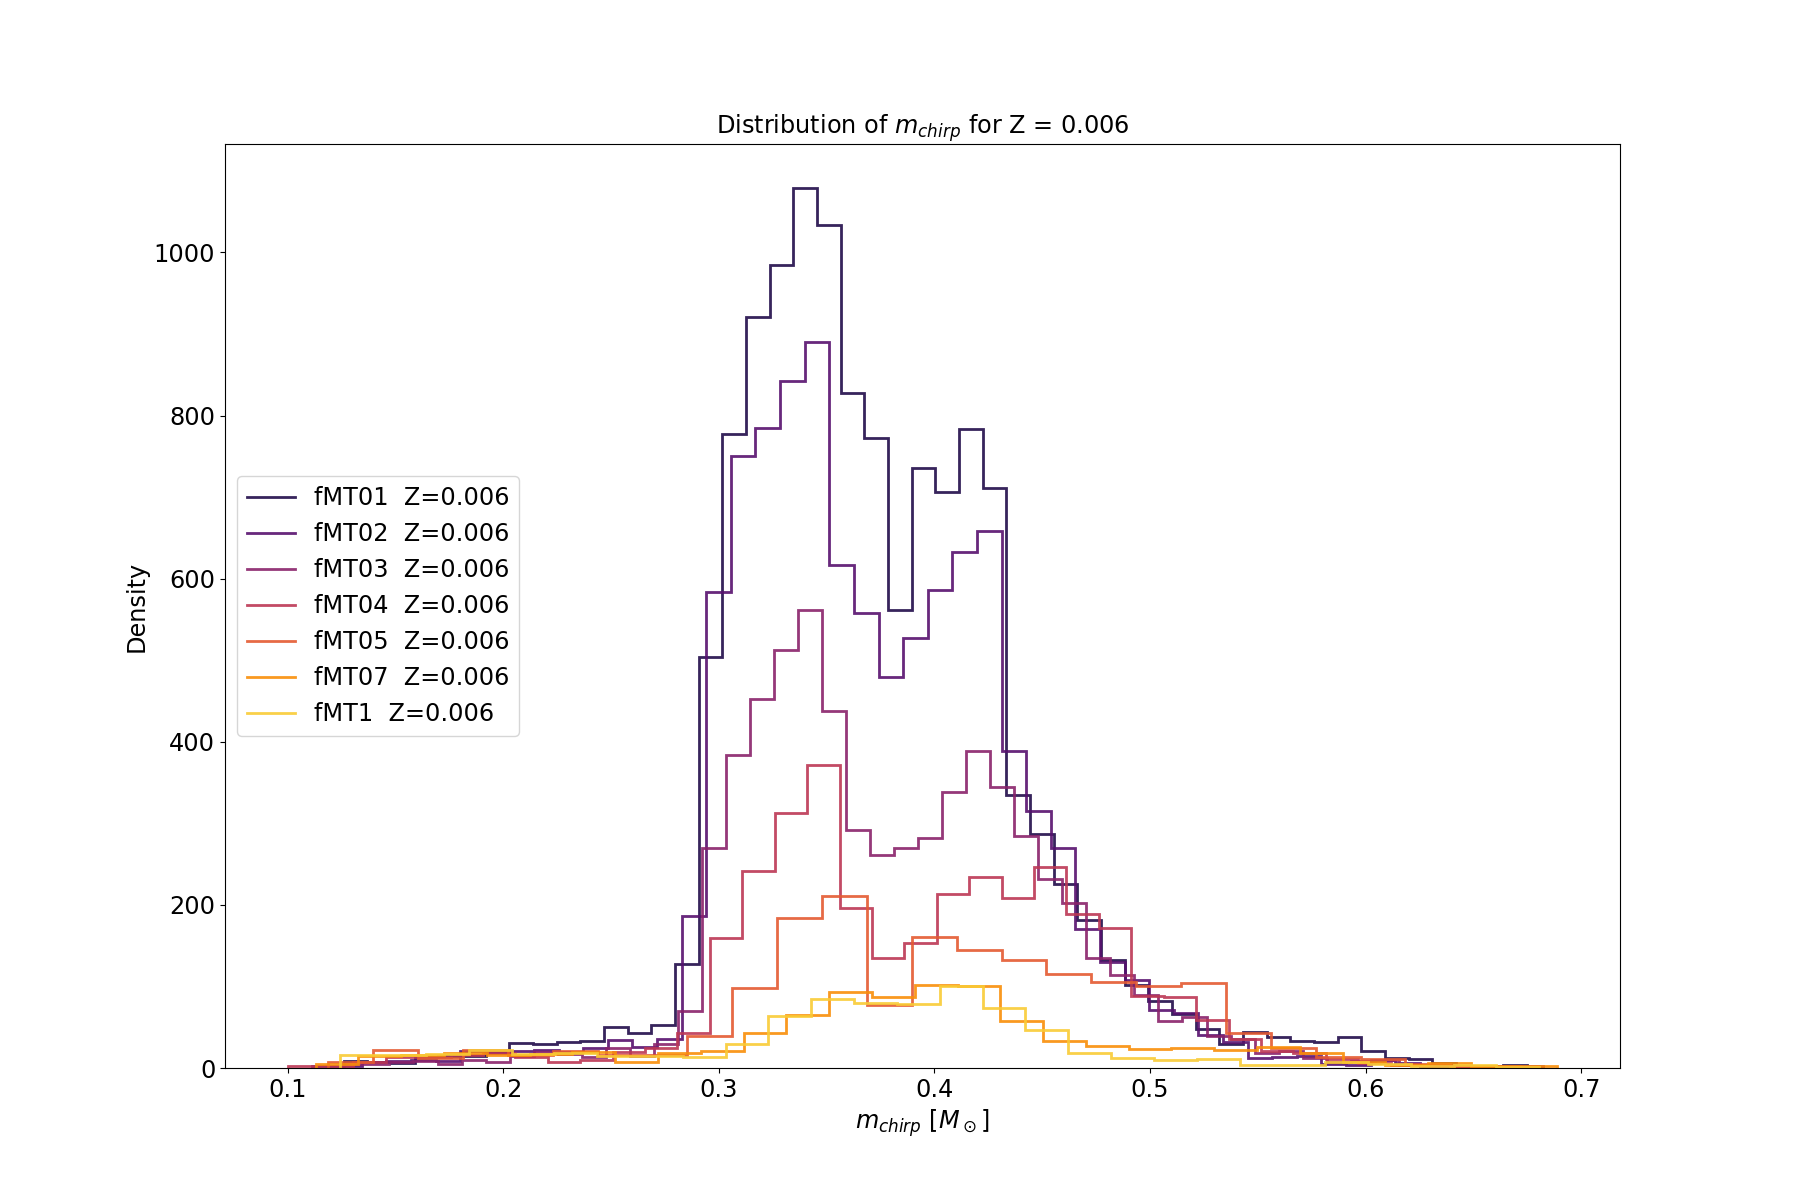 Distribution of m_chirp for Z = 0.006
Density
1000
800
600
400
200
0
fMT01 Z=0.006
fMT02 Z=0.006
fMT03 Z=0.006
fMT04 Z=0.006
fMT05 Z=0.006
fMT07 Z=0.006
fMT1 Z=0.006
0.1 0.2 0.3 0.4 0.5 0.6 0.7
m_chirp [M_⊙]